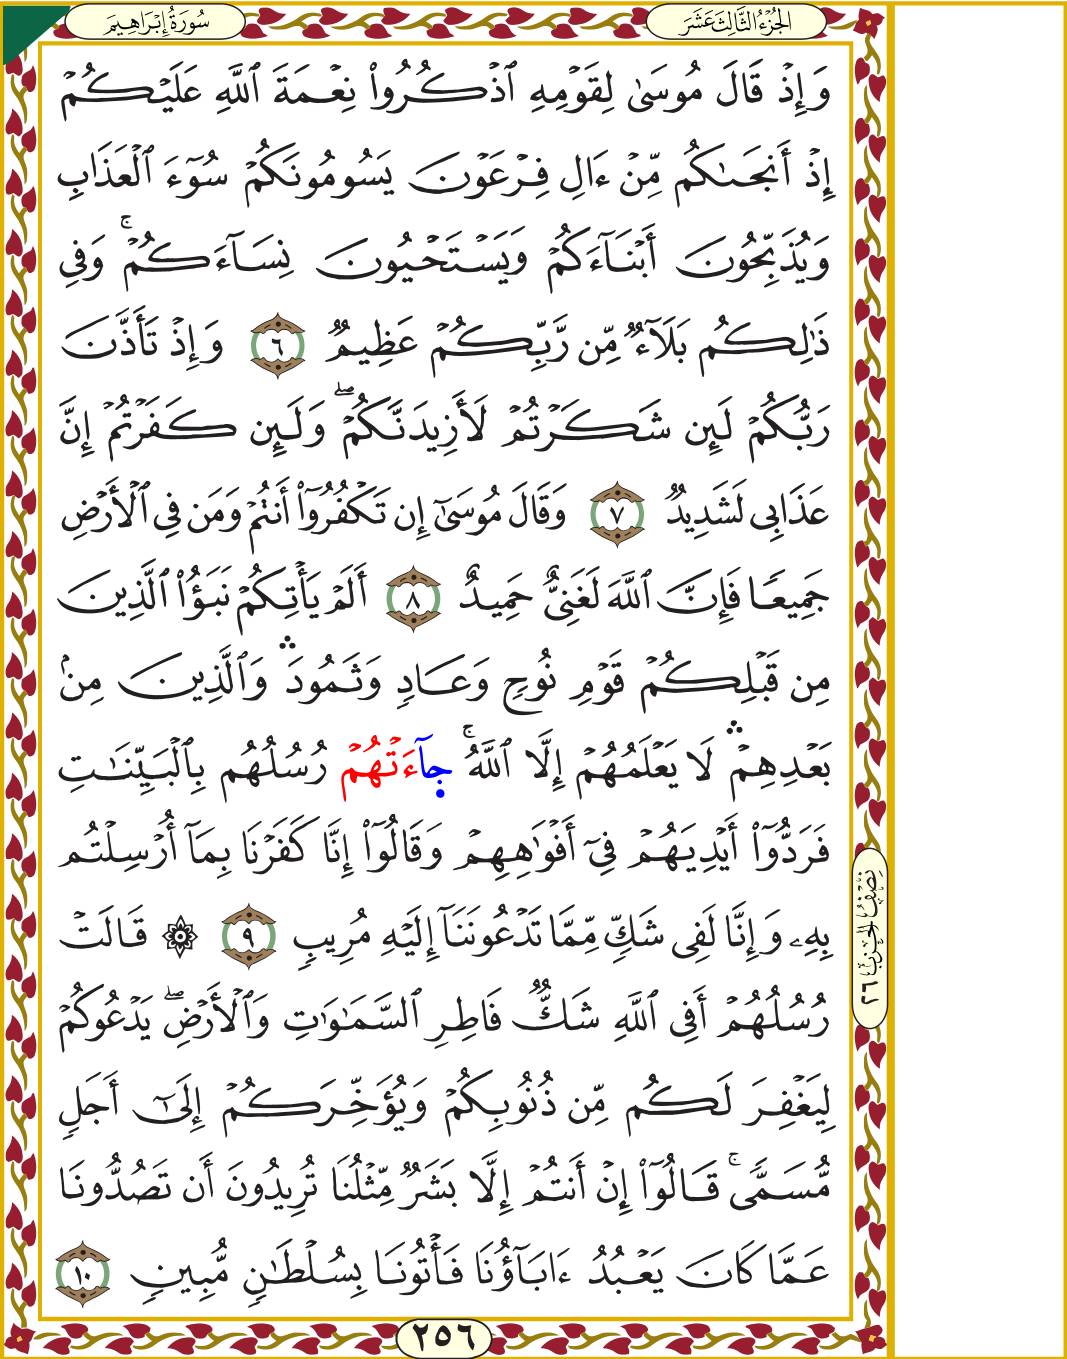 سُورَةُ إِبْرَاهِيم
الجُزْءُ الثَّالِثَ عَشَرَ
وَإِذْ قَالَ مُوسَىٰ لِقَوْمِهِ ٱذْكُرُواْ نِعْمَةَ ٱللَّهِ عَلَيْكُمْ
إِذْ أَنجَىٰكُم مِّنْ ءَالِ فِرْعَوْنَ يَسُومُونَكُمْ سُوٓءَ ٱلْعَذَابِ
وَيُذَبِّحُونَ أَبْنَآءَكُمْ وَيَسْتَحْيُونَ نِسَآءَكُمْۚ وَفِي
ذَٰلِكُم بَلَآءٌ مِّن رَّبِّكُمْ عَظِيمٌ ٦ وَإِذْ تَأَذَّنَ
رَبُّكُمْ لَئِن شَكَرْتُمْ لَأَزِيدَنَّكُمْۖ وَلَئِن كَفَرْتُمْ إِنَّ
عَذَابِي لَشَدِيدٌ ٧ وَقَالَ مُوسَىٰٓ إِن تَكْفُرُوٓاْ أَنتُمْ وَمَن فِي ٱلْأَرْضِ
جَمِيعًا فَإِنَّ ٱللَّهَ لَغَنِيٌّ حَمِيدٌ ٨ أَلَمْ يَأْتِكُمْ نَبَؤُاْ ٱلَّذِينَ
مِن قَبْلِكُمْ قَوْمِ نُوحٍ وَعَادٍ وَثَمُودَۛ وَٱلَّذِينَ مِنۢ
بَعْدِهِمْۛ لَا يَعْلَمُهُمْ إِلَّا ٱللَّهُۚ جَآءَتْهُمْ رُسُلُهُم بِٱلْبَيِّنَٰتِ
فَرَدُّوٓاْ أَيْدِيَهُمْ فِيٓ أَفْوَٰهِهِمْ وَقَالُوٓاْ إِنَّا كَفَرْنَا بِمَآ أُرْسِلْتُم
بِهِۦ وَإِنَّا لَفِي شَكٍّ مِّمَّا تَدْعُونَنَآ إِلَيْهِ مُرِيبٍ ٩ ۞ قَالَتْ
رُسُلُهُمْ أَفِي ٱللَّهِ شَكٌّ فَاطِرِ ٱلسَّمَٰوَٰتِ وَٱلْأَرْضِۖ يَدْعُوكُمْ
لِيَغْفِرَ لَكُم مِّن ذُنُوبِكُمْ وَيُؤَخِّرَكُمْ إِلَىٰٓ أَجَلٍ
مُّسَمًّىۚ قَالُوٓاْ إِنْ أَنتُمْ إِلَّا بَشَرٌ مِّثْلُنَا تُرِيدُونَ أَن تَصُدُّونَا
عَمَّا كَانَ يَعْبُدُ ءَابَآؤُنَا فَأْتُونَا بِسُلْطَٰنٍ مُّبِينٍ ١٠
نِصْفُ الحِزْبِ ٢٦
٢٥٦